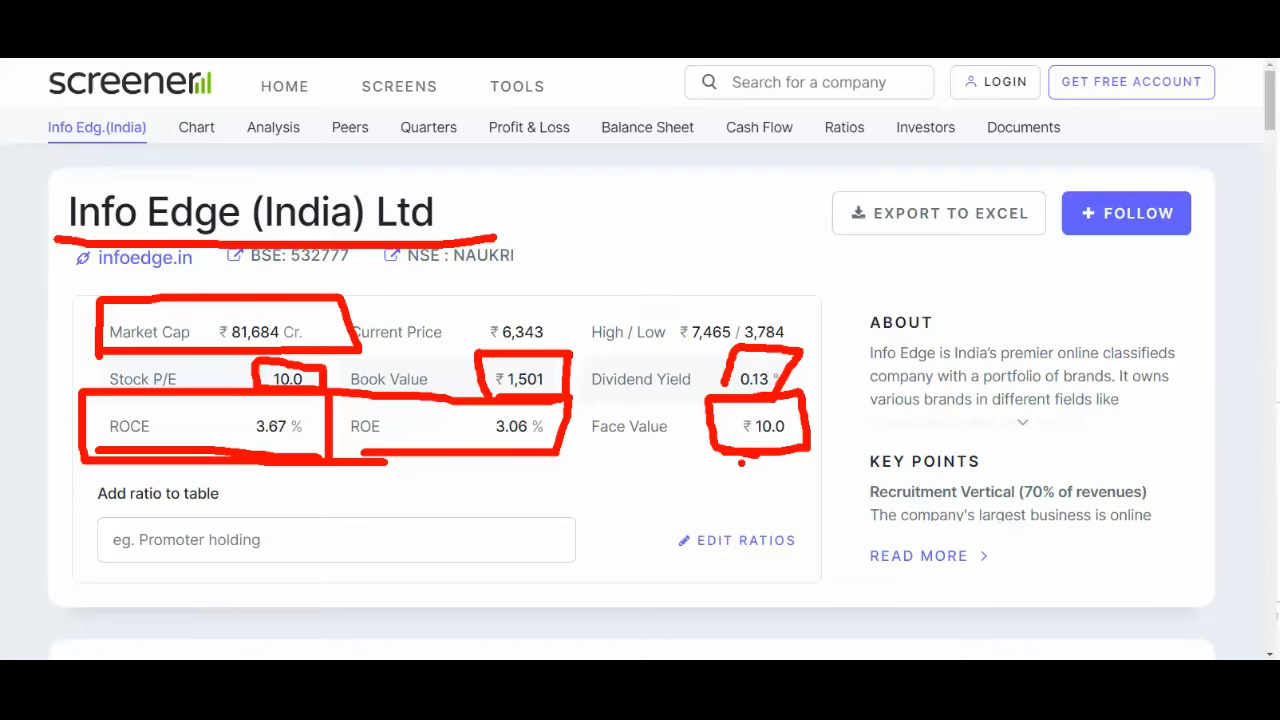 screener
HOME SCREENS TOOLS Search for a company LOGIN GET FREE ACCOUNT
Info Edg.(India) Chart Analysis Peers Quarters Profit & Loss Balance Sheet Cash Flow Ratios Investors Documents
Info Edge (India) Ltd
EXPORT TO EXCEL + FOLLOW
infoedge.in BSE: 532777 NSE : NAUKRI
Market Cap ₹ 81,684 Cr. Current Price ₹ 6,343 High / Low ₹ 7,465 / 3,784
Stock P/E 10.0 Book Value ₹ 1,501 Dividend Yield 0.13 %
ROCE 3.67 % ROE 3.06 % Face Value ₹ 10.0
Add ratio to table
eg. Promoter holding
EDIT RATIOS
ABOUT
Info Edge is India's premier online classifieds
company with a portfolio of brands. It owns
various brands in different fields like
KEY POINTS
Recruitment Vertical (70% of revenues)
The company's largest business is online
READ MORE